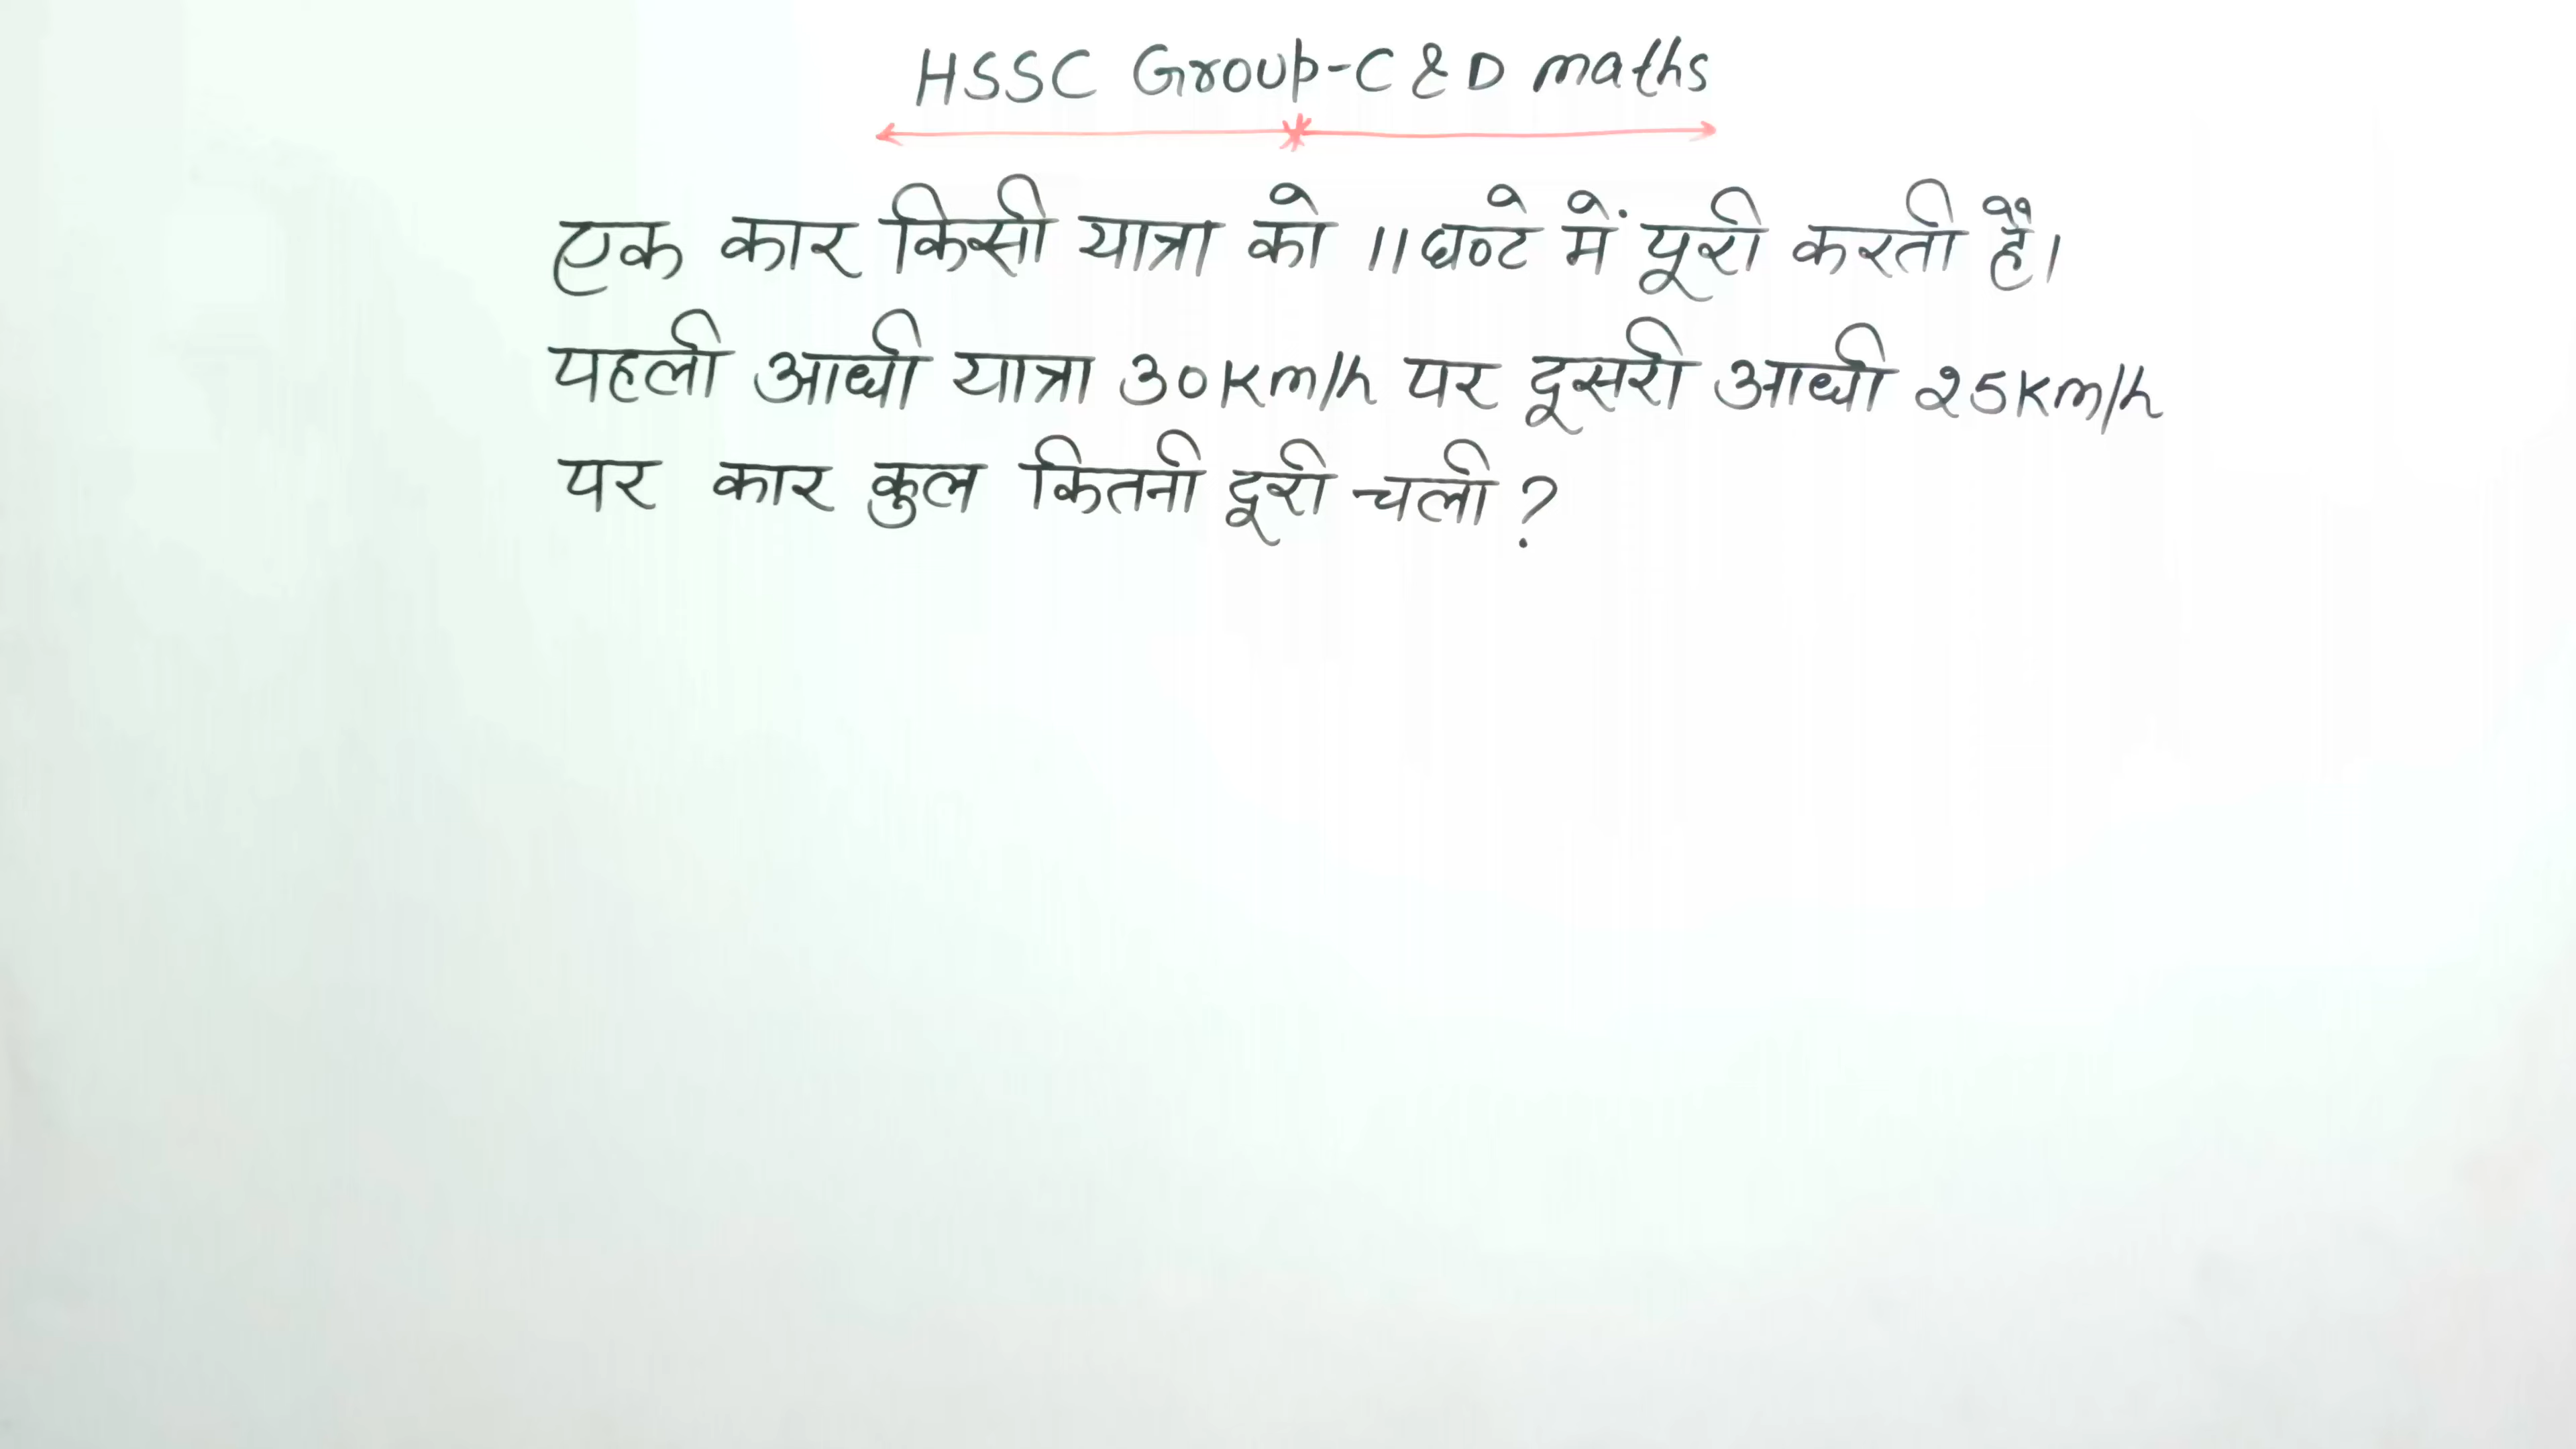 HSSC Group-C & D maths
एक कार किसी यात्रा को 11 घण्टे में पूरी करती है।
पहली आधी यात्रा 30 Km/h पर दूसरी आधी 25 Km/h
पर कार कुल कितनी दूरी चली ?